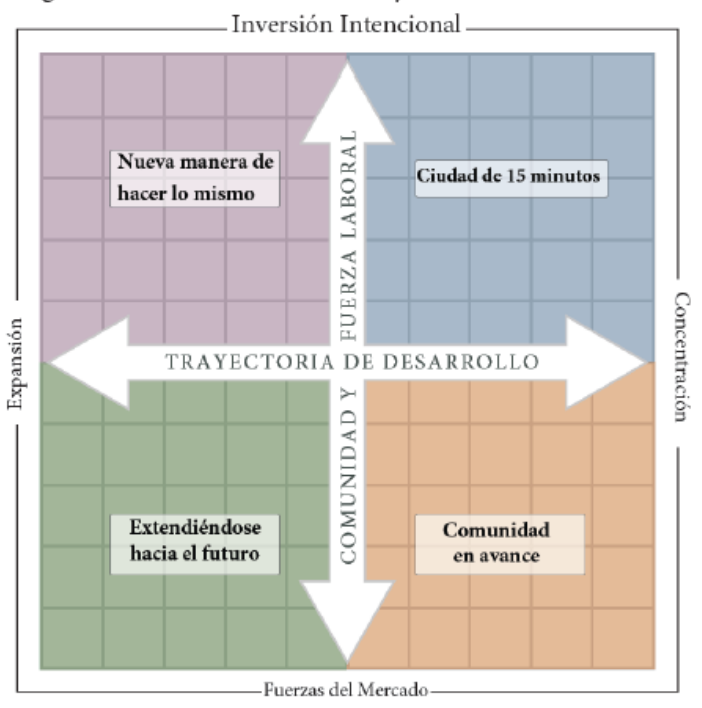 Inversión Intencional
Nueva manera de
hacer lo mismo
Ciudad de 15 minutos
FUERZA LABORAL
Expansión
TRAYECTORIA DE DESARROLLO
Concentración
COMUNIDAD Y
Extendiéndose
hacia el futuro
Comunidad
en avance
Fuerzas del Mercado